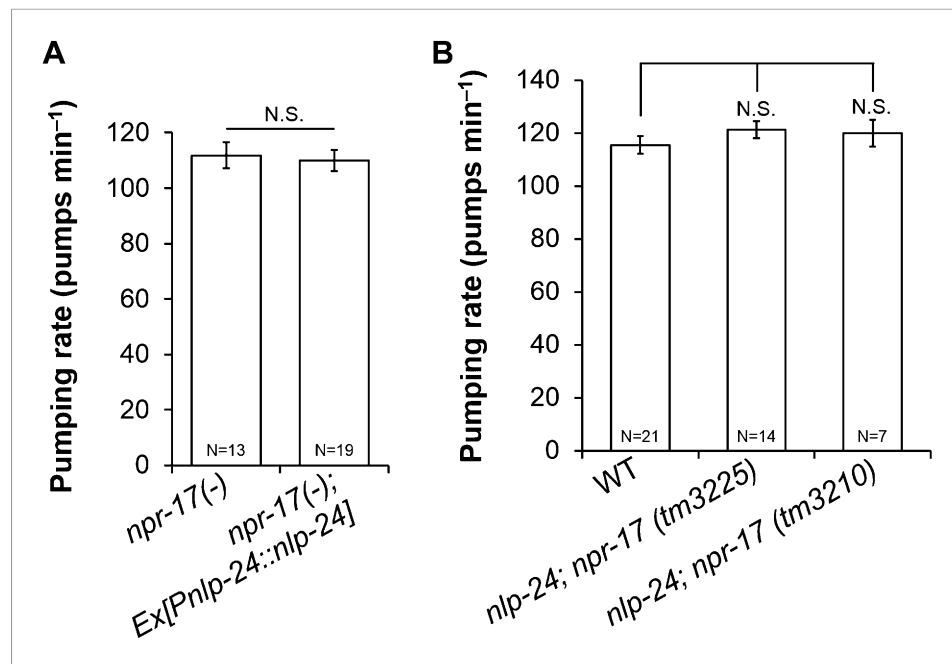 A
Pumping rate (pumps min⁻¹)
120
100
80
60
40
20
0
N.S.
N=13
N=19
npr-17(-)
npr-17(-);
Ex[Pnlp-24::nlp-24]
B
Pumping rate (pumps min⁻¹)
140
120
100
80
60
40
20
0
N.S.
N.S.
N=21
N=14
N=7
WT
nlp-24; npr-17 (tm3225)
nlp-24; npr-17 (tm3210)